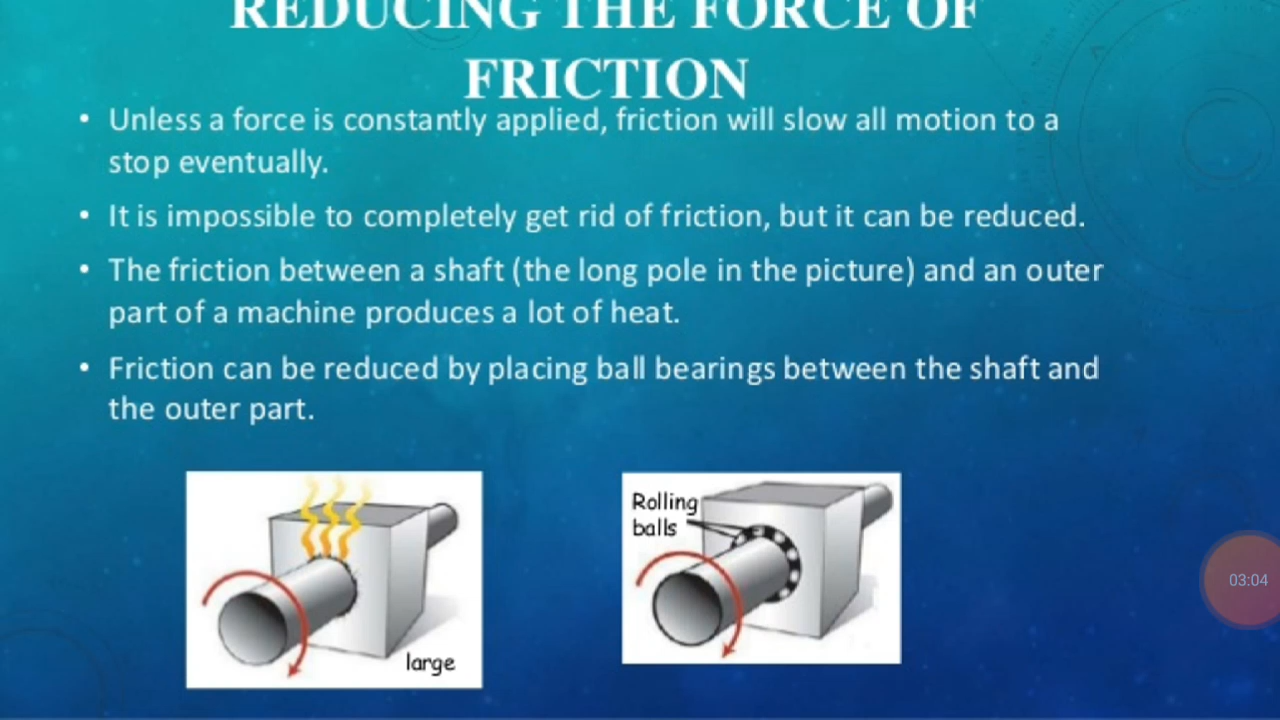 REDUCING THE FORCE OF
FRICTION
• Unless a force is constantly applied, friction will slow all motion to a
stop eventually.
• It is impossible to completely get rid of friction, but it can be reduced.
• The friction between a shaft (the long pole in the picture) and an outer
part of a machine produces a lot of heat.
• Friction can be reduced by placing ball bearings between the shaft and
the outer part.
large
Rolling
balls
03:04